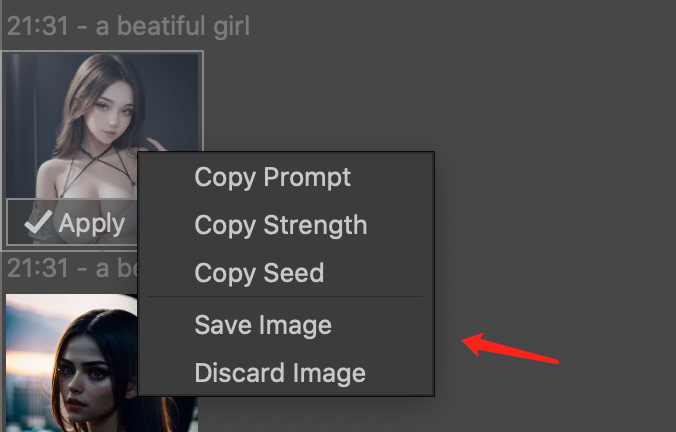 21:31 - a beatiful girl
Apply
Copy Prompt
Copy Strength
Copy Seed
Save Image
Discard Image
21:31 - a be